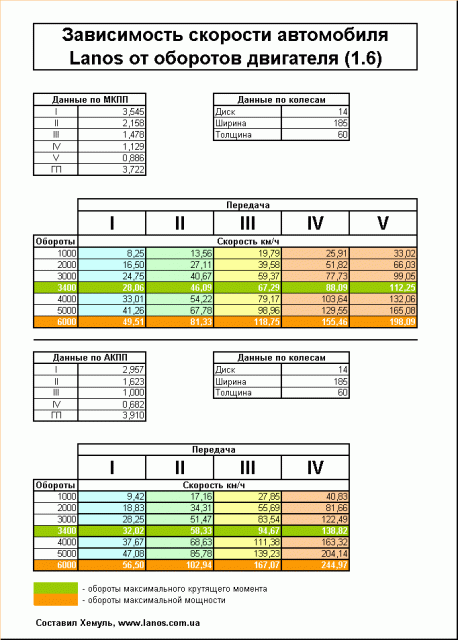 Зависимость скорости автомобиля
Lanos от оборотов двигателя (1.6)
Данные по МКПП
I 3,545
II 2,158
III 1,478
IV 1,129
V 0,886
ГП 3,722
Данные по колесам
Диск 14
Ширина 185
Толщина 60
Передача
I II III IV V
Обороты Скорость км/ч
1000 8,25 13,56 19,79 25,91 33,02
2000 16,50 27,11 39,58 51,82 66,03
3000 24,75 40,67 59,37 77,73 99,05
3400 28,06 46,09 67,29 88,09 112,25
4000 33,01 54,22 79,17 103,64 132,06
5000 41,26 67,78 98,96 129,55 165,08
6000 49,51 81,33 118,75 155,46 198,09
Данные по АКПП
I 2,957
II 1,623
III 1,000
IV 0,682
ГП 3,910
Данные по колесам
Диск 14
Ширина 185
Толщина 60
Передача
I II III IV
Обороты Скорость км/ч
1000 9,42 17,16 27,85 40,83
2000 18,83 34,31 55,69 81,66
3000 28,25 51,47 83,54 122,49
3400 32,02 58,33 94,67 138,82
4000 37,67 68,63 111,38 163,32
5000 47,08 85,78 139,23 204,14
6000 56,50 102,94 167,07 244,97
- обороты максимального крутящего момента
- обороты максимальной мощности
Составил Хемуль, www.lanos.com.ua